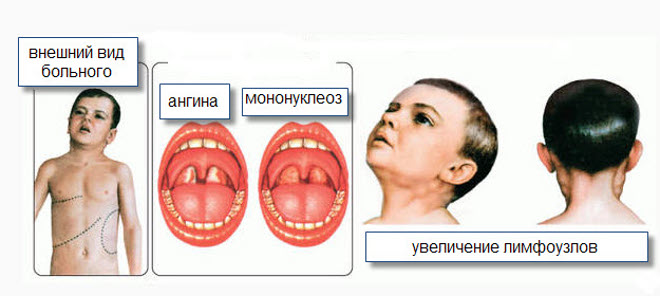 внешний вид
больного
ангина
мононуклеоз
увеличение лимфоузлов